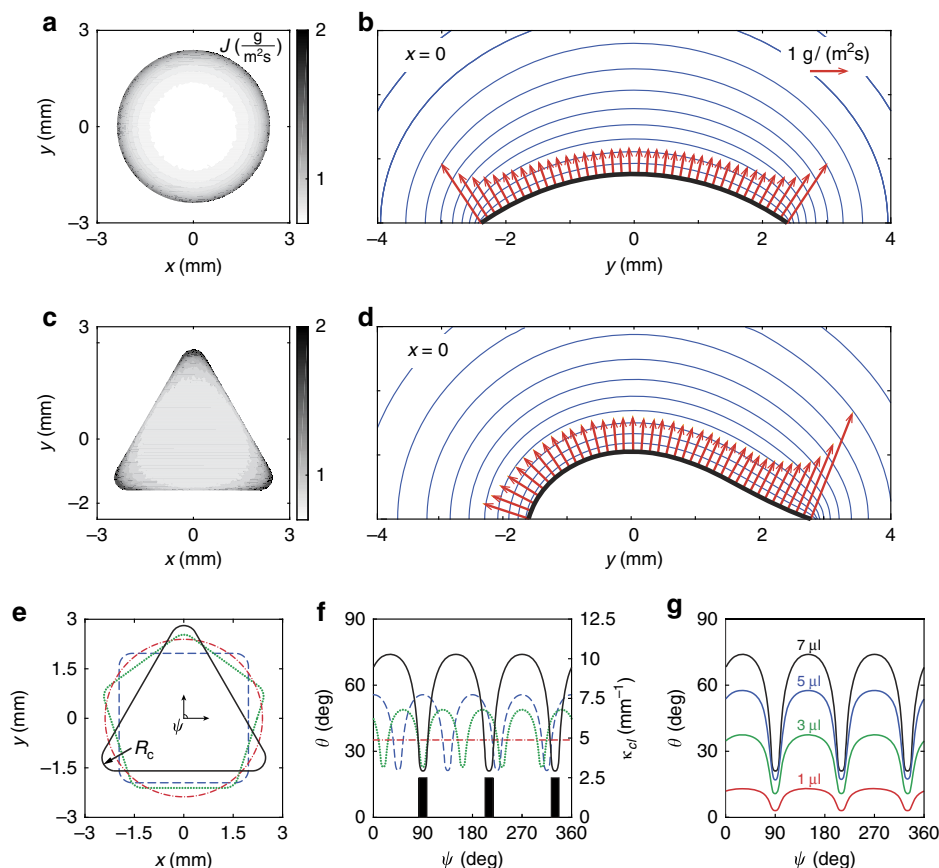 a
J (g/m²s)
2
1
3
0
−3
−3
0
3
y (mm)
x (mm)
b
x = 0
1 g/(m²s)
−4
−2
0
2
4
y (mm)
c
2
1
3
0
−2
−3
0
3
y (mm)
x (mm)
d
x = 0
−4
−2
0
2
4
y (mm)
e
3
1.5
0
−1.5
−3
−3
−1.5
0
1.5
3
y (mm)
x (mm)
ψ
R_c
f
90
60
30
0
θ (deg)
12.5
10
7.5
5
2.5
0
κ_cl (mm⁻¹)
0
90
180
270
360
ψ (deg)
g
90
60
30
0
θ (deg)
7 µl
5 µl
3 µl
1 µl
0
90
180
270
360
ψ (deg)